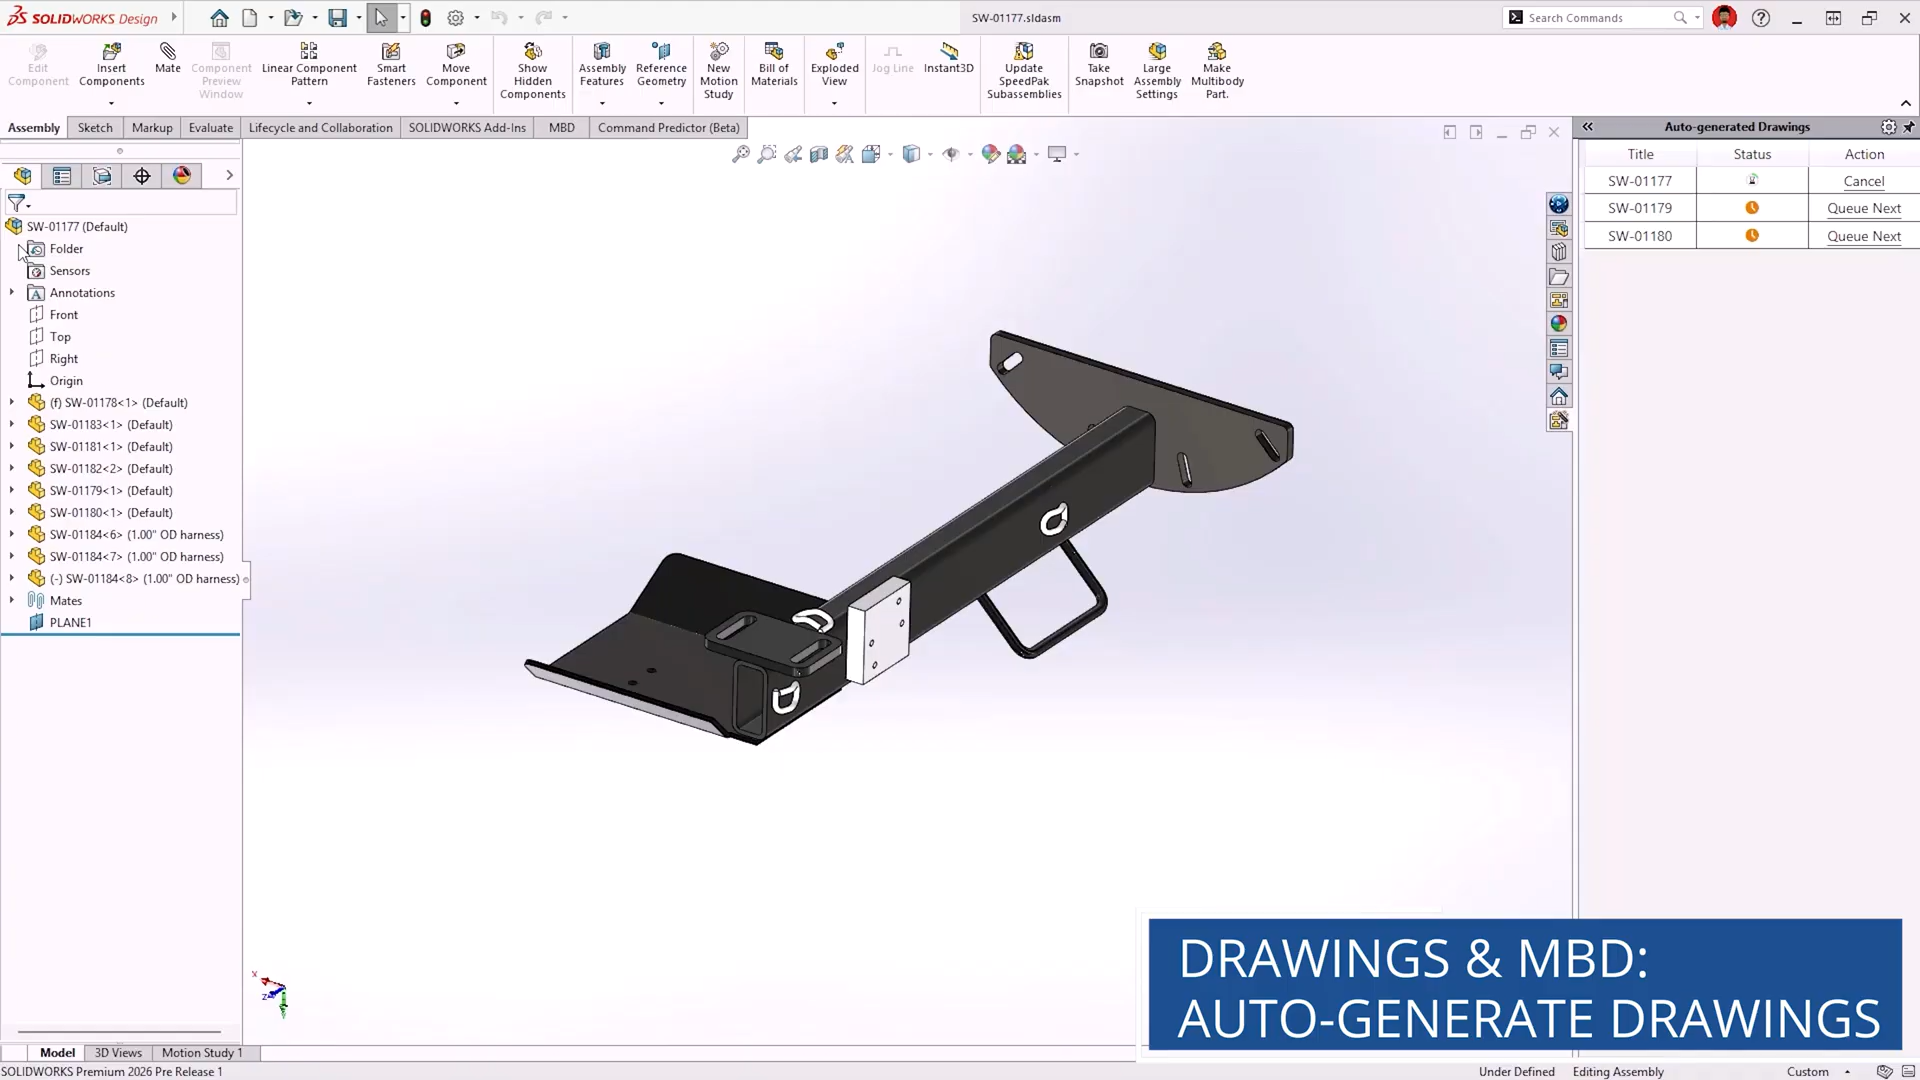 SOLIDWORKS Design
SW-01177.sldasm
Search Commands
Edit Component
Insert Components
Mate
Component Preview Window
Linear Component Pattern
Smart Fasteners
Move Component
Show Hidden Components
Assembly Features
Reference Geometry
New Motion Study
Bill of Materials
Exploded View
Jog Line
Instant3D
Update SpeedPak Subassemblies
Take Snapshot
Large Assembly Settings
Make Multibody Part.
Assembly
Sketch
Markup
Evaluate
Lifecycle and Collaboration
SOLIDWORKS Add-Ins
MBD
Command Predictor (Beta)
Auto-generated Drawings
Title Status Action
SW-01177 Cancel
SW-01179 Queue Next
SW-01180 Queue Next
SW-01177 (Default)
Folder
Sensors
Annotations
Front
Top
Right
Origin
(f) SW-01178<1> (Default)
SW-01183<1> (Default)
SW-01181<1> (Default)
SW-01182<2> (Default)
SW-01179<1> (Default)
SW-01180<1> (Default)
SW-01184<6> (1.00" OD harness)
SW-01184<7> (1.00" OD harness)
(-) SW-01184<8> (1.00" OD harness)
Mates
PLANE1
X
Z
DRAWINGS & MBD:
AUTO-GENERATE DRAWINGS
Model
3D Views
Motion Study 1
SOLIDWORKS Premium 2026 Pre Release 1
Under Defined
Editing Assembly
Custom